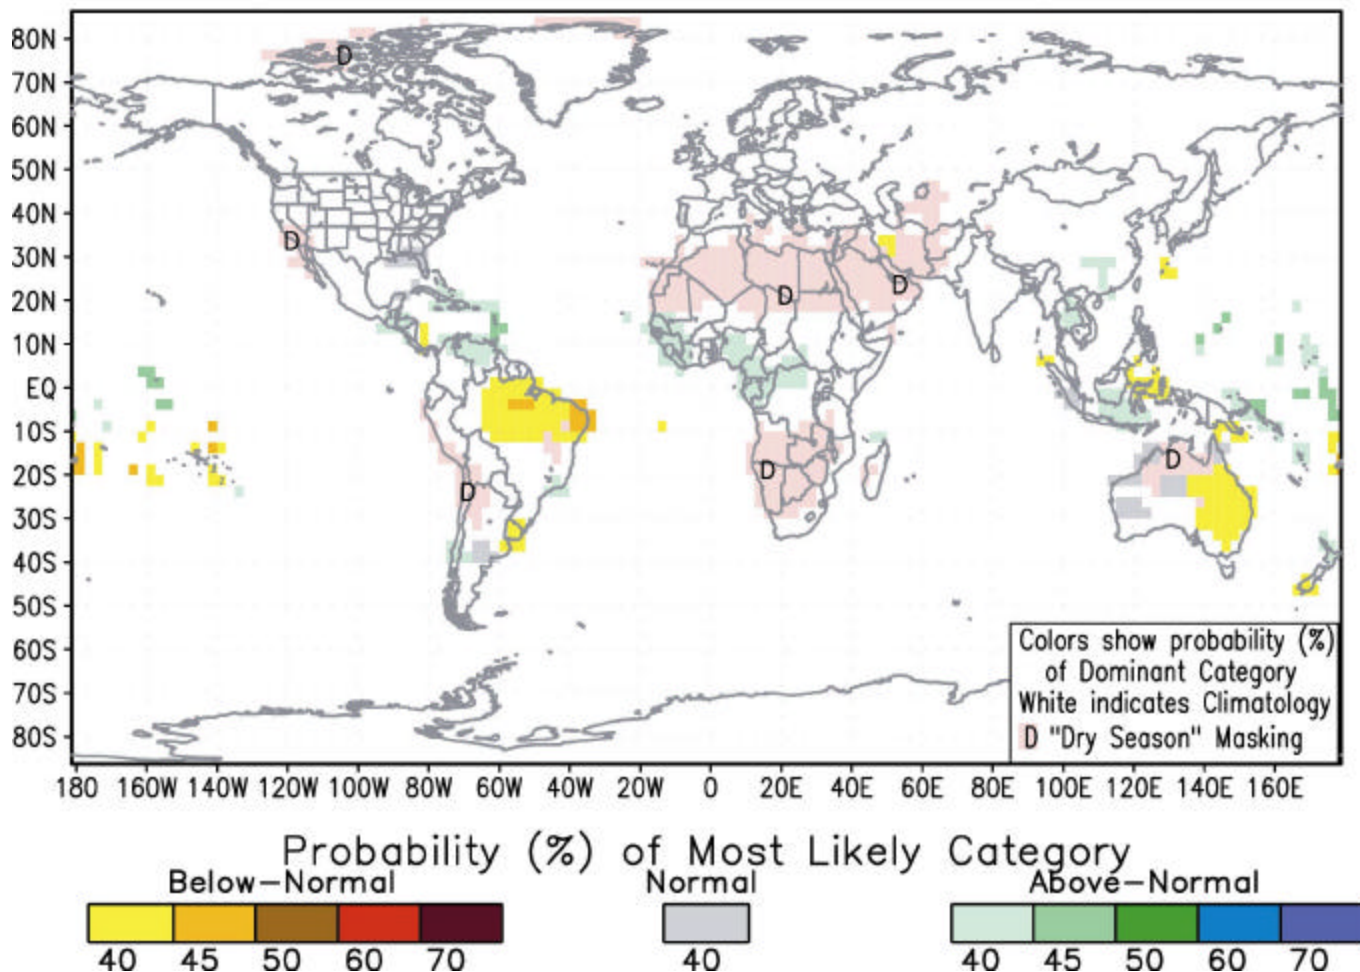 80N
70N
60N
50N
40N
30N
20N
10N
EQ
10S
20S
30S
40S
50S
60S
70S
80S
D
D
D
D
D
D
D
Colors show probability (%)
of Dominant Category
White indicates Climatology
D "Dry Season" Masking
180 160W 140W 120W 100W 80W 60W 40W 20W 0 20E 40E 60E 80E 100E 120E 140E 160E
Probability (%) of Most Likely Category
Below-Normal Normal Above-Normal
40 45 50 60 70 40 40 45 50 60 70